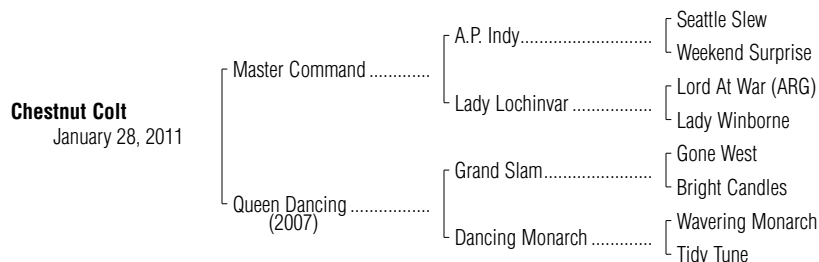 Seattle Slew
A.P. Indy
Weekend Surprise
Master Command
Lord At War (ARG)
Lady Lochinvar
Lady Winborne
Chestnut Colt
January 28, 2011
Gone West
Grand Slam
Bright Candles
Queen Dancing
(2007)
Wavering Monarch
Dancing Monarch
Tidy Tune